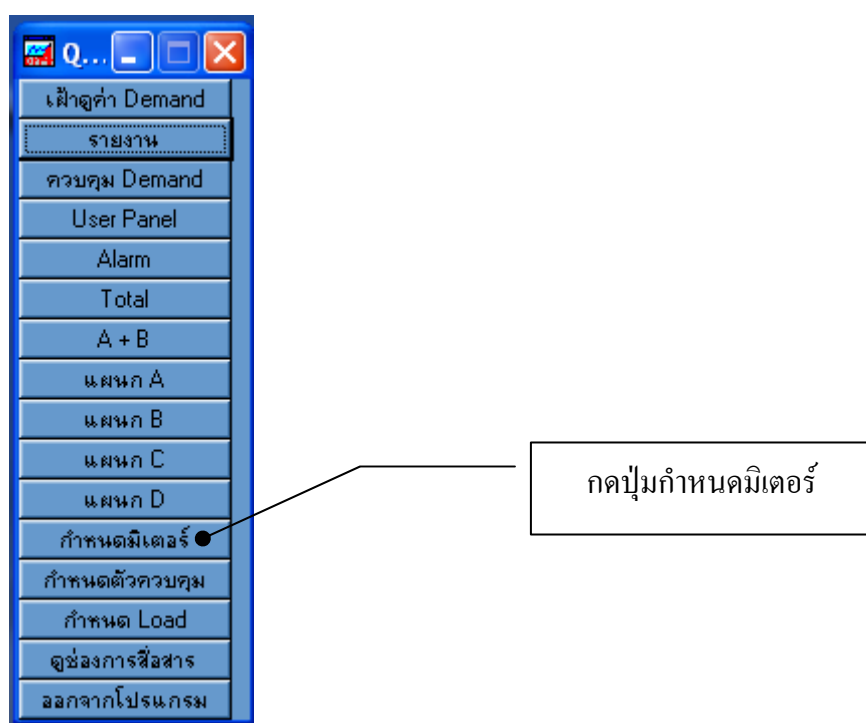 Q...
เฝ้าดูค่า Demand
รายงาน
ควบคุม Demand
User Panel
Alarm
Total
A + B
แผนก A
แผนก B
แผนก C
แผนก D
กำหนดมิเตอร์
กำหนดตัวควบคุม
กำหนด Load
ดูช่องการสื่อสาร
ออกจากโปรแกรม
กดปุ่มกำหนดมิเตอร์